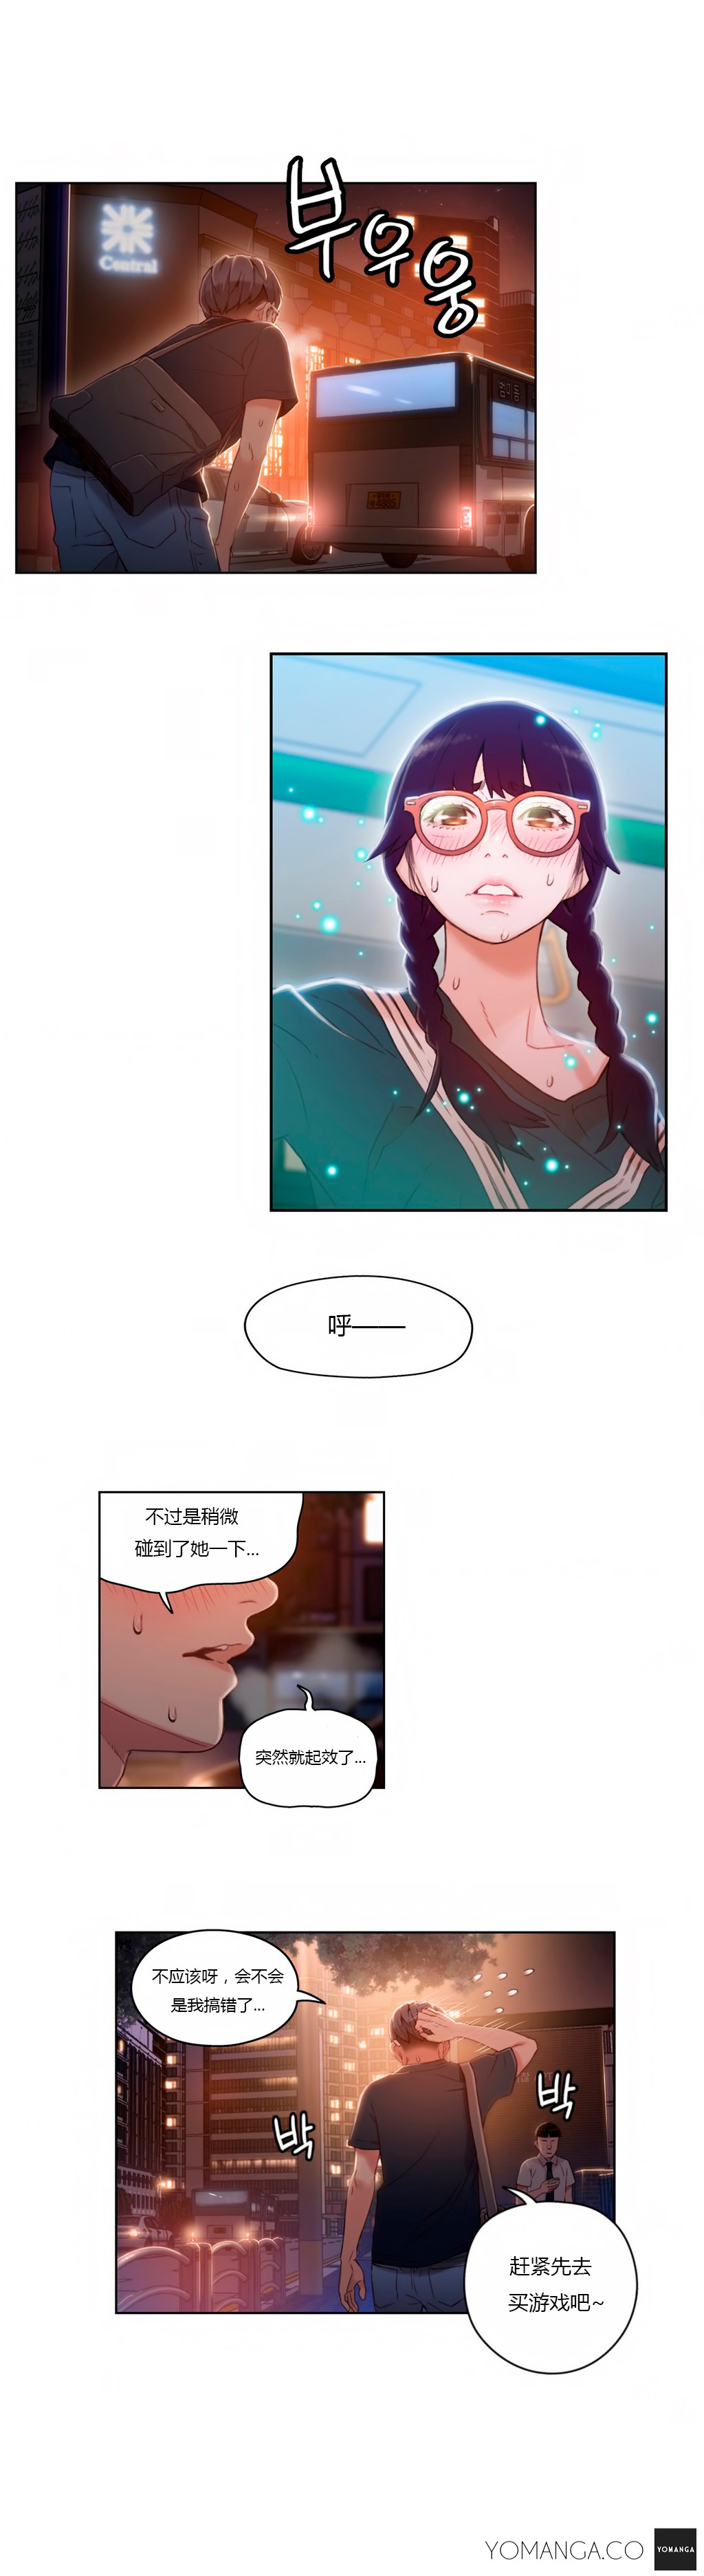 Central
부우웅
4885
呼——
不过是稍微
碰到了她一下...
突然就起效了...
不应该呀，会不会
是我搞错了...
박
박
赶紧先去
买游戏吧~
YOMANGA.CO
YOMANGA